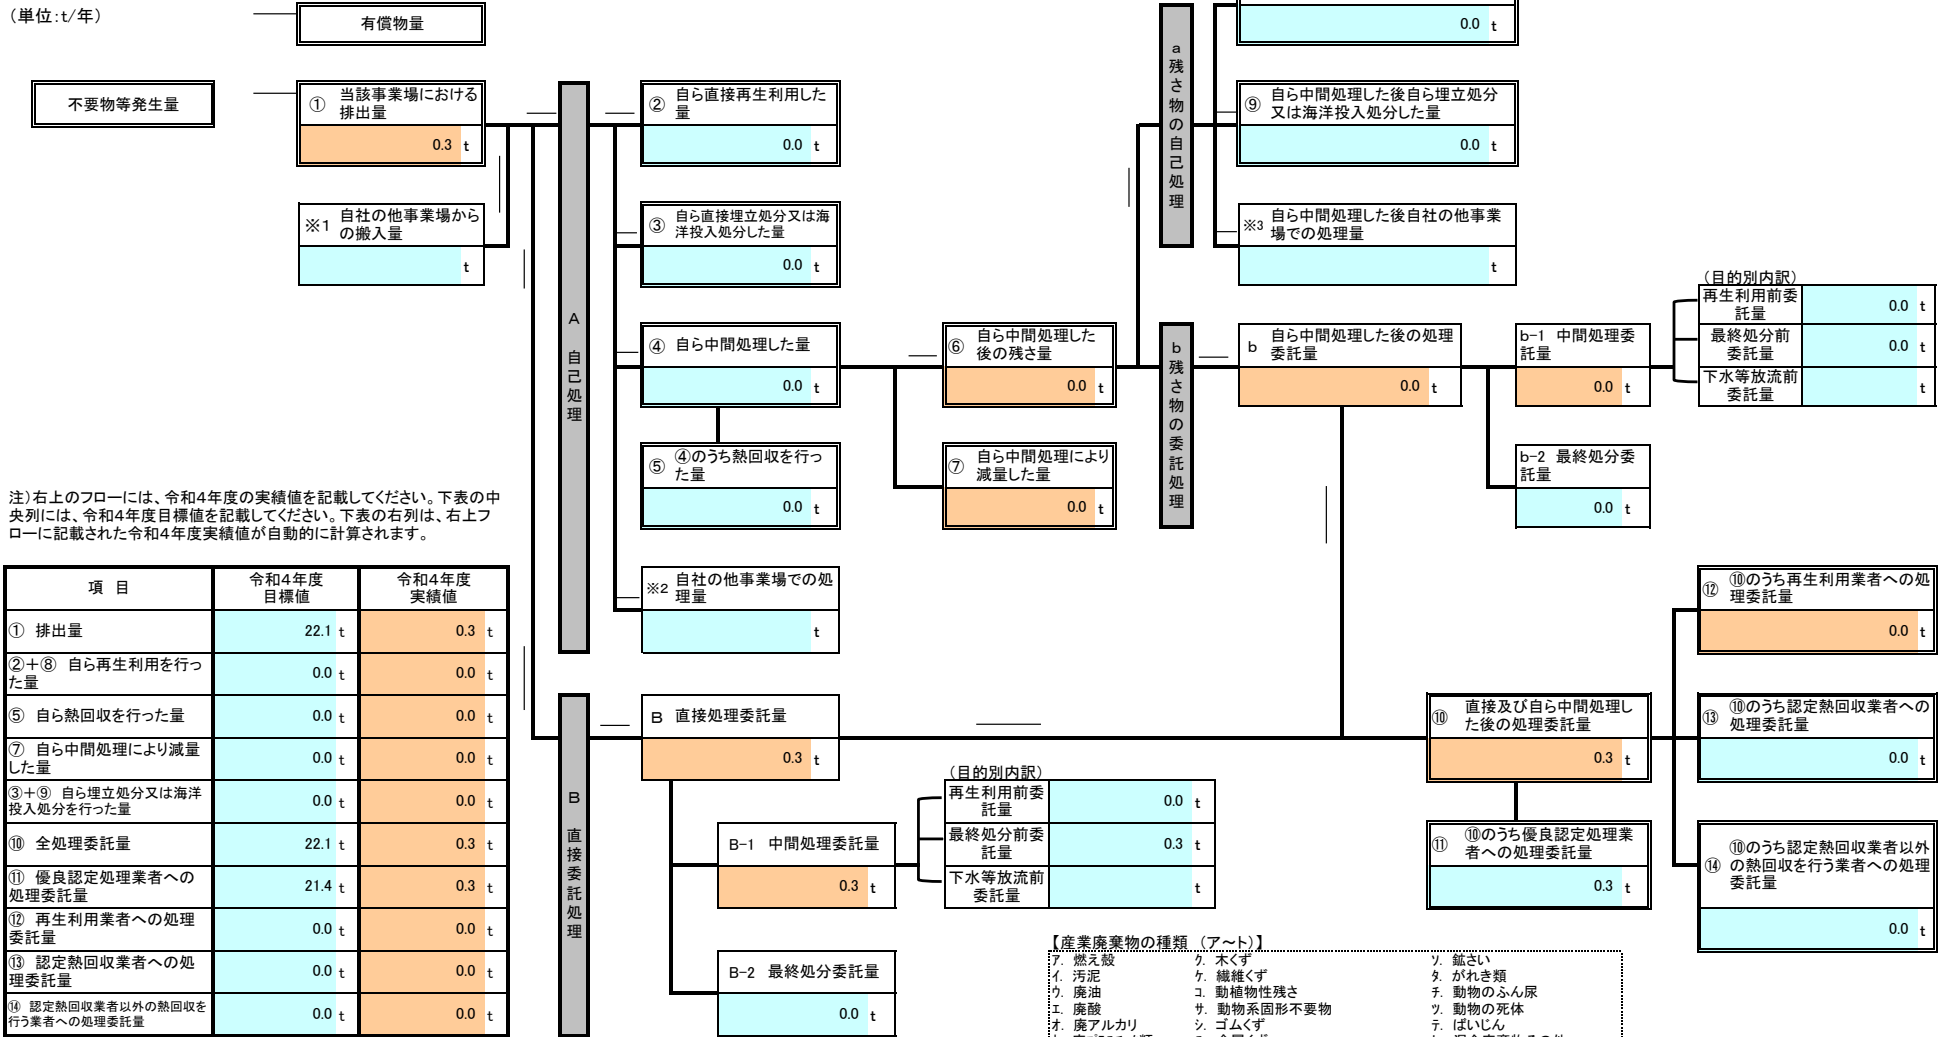 (単位:t/年)
有償物量
0.0 t
不要物等発生量
① 当該事業場における
排出量
0.3 t
※1 自社の他事業場から
の搬入量
t
A 自己処理
② 自ら直接再生利用した
量
0.0 t
③ 自ら直接埋立処分又は海
洋投入処分した量
0.0 t
④ 自ら中間処理した量
0.0 t
⑤ ④のうち熱回収を行っ
た量
0.0 t
※2 自社の他事業場での処
理量
t
⑥ 自ら中間処理した
後の残さ量
0.0 t
⑦ 自ら中間処理により
減量した量
0.0 t
a 残さ物の自己処理
⑨ 自ら中間処理した後自ら埋立処分
又は海洋投入処分した量
0.0 t
※3 自ら中間処理した後自社の他事業
場での処理量
t
b 残さ物の委託処理
b 自ら中間処理した後の処理
委託量
0.0 t
b-1 中間処理委
託量
0.0 t
b-2 最終処分委
託量
0.0 t
(目的別内訳)
再生利用前委
託量
0.0 t
最終処分前
委託量
0.0 t
下水等放流前
委託量
t
注)右上のフローには、令和4年度の実績値を記載してください。下表の中
央列には、令和4年度目標値を記載してください。下表の右列は、右上フ
ローに記載された令和4年度実績値が自動的に計算されます。
項 目 令和4年度
目標値 令和4年度
実績値
① 排出量 22.1 t 0.3 t
②+⑧ 自ら再生利用を行っ
た量 0.0 t 0.0 t
⑤ 自ら熱回収を行った量 0.0 t 0.0 t
⑦ 自ら中間処理により減量
した量 0.0 t 0.0 t
③+⑨ 自ら埋立処分又は海洋
投入処分を行った量 0.0 t 0.0 t
⑩ 全処理委託量 22.1 t 0.3 t
⑪ 優良認定処理業者への
処理委託量 21.4 t 0.3 t
⑫ 再生利用業者への処理
委託量 0.0 t 0.0 t
⑬ 認定熱回収業者への処
理委託量 0.0 t 0.0 t
⑭ 認定熱回収業者以外の熱回収を
行う業者への処理委託量 0.0 t 0.0 t
B 直接委託処理
B 直接処理委託量
0.3 t
B-1 中間処理委託量
0.3 t
B-2 最終処分委託量
0.0 t
(目的別内訳)
再生利用前委
託量
0.0 t
最終処分前委
託量
0.3 t
下水等放流前
委託量
t
⑩ 直接及び自ら中間処理し
た後の処理委託量
0.3 t
⑪ ⑩のうち優良認定処理業
者への処理委託量
0.3 t
⑫ ⑩のうち再生利用業者への処
理委託量
0.0 t
⑬ ⑩のうち認定熱回収業者への
処理委託量
0.0 t
⑭ ⑩のうち認定熱回収業者以外
の熱回収を行う業者への処理
委託量
0.0 t
【産業廃棄物の種類 (ア~ト)】
ア. 燃え殻 ク. 木くず ソ. 鉱さい
イ. 汚泥 ケ. 繊維くず タ. がれき類
ウ. 廃油 コ. 動植物性残さ チ. 動物のふん尿
エ. 廃酸 サ. 動物系固形不要物 ツ. 動物の死体
オ. 廃アルカリ シ. ゴムくず テ. ばいじん